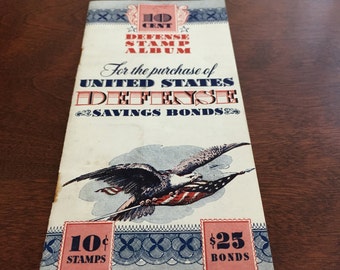 10
CENT
DEFENSE
STAMP
ALBUM
For the purchase of
UNITED STATES
DEFENSE
SAVINGS BONDS
10¢ STAMPS
$25 BONDS